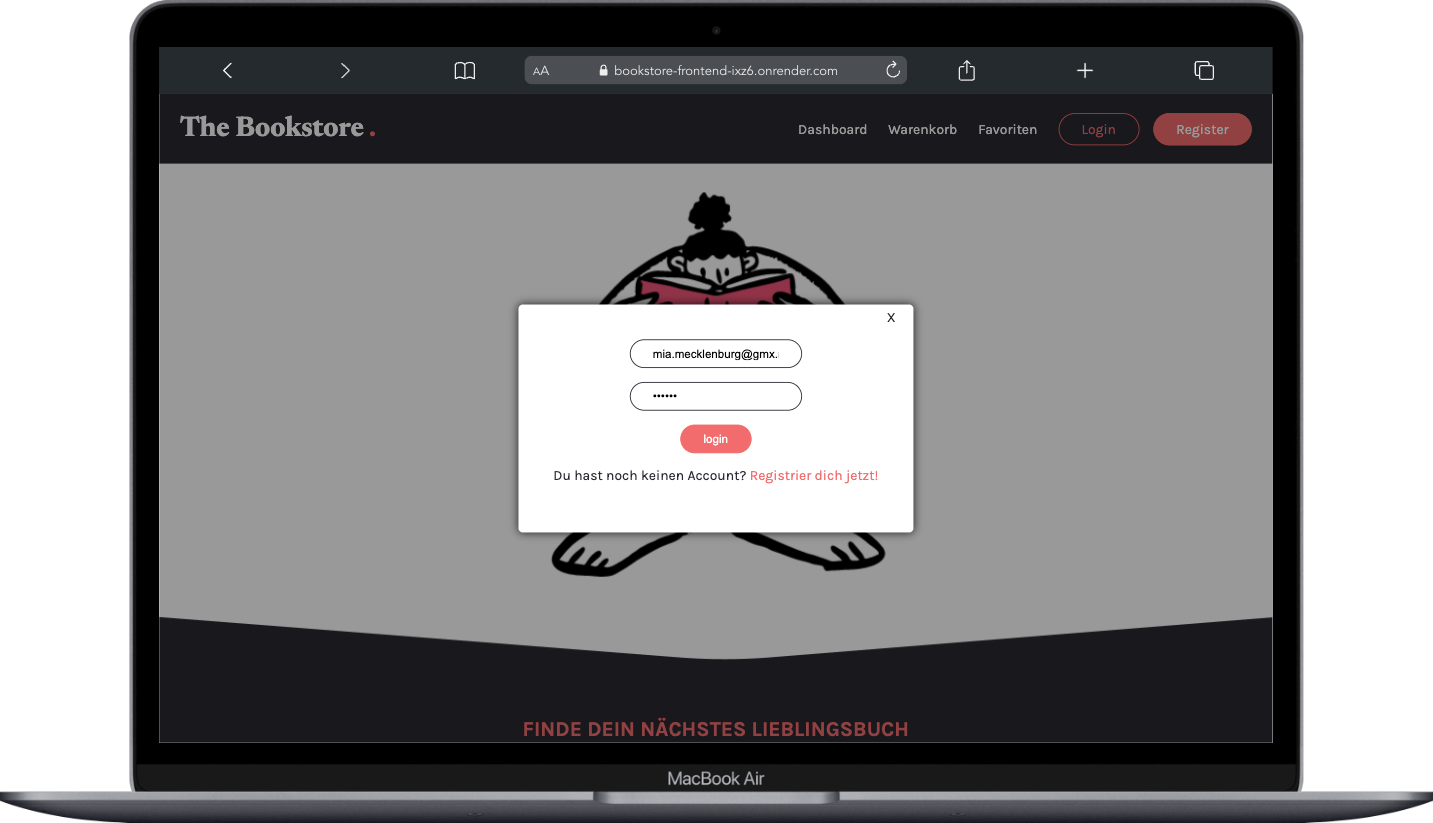 AA bookstore-frontend-ixz6.onrender.com
The Bookstore .
Dashboard Warenkorb Favoriten Login Register
X
mia.mecklenburg@gmx.
••••••
login
Du hast noch keinen Account? Registrier dich jetzt!
FINDE DEIN NÄCHSTES LIEBLINGSBUCH
MacBook Air